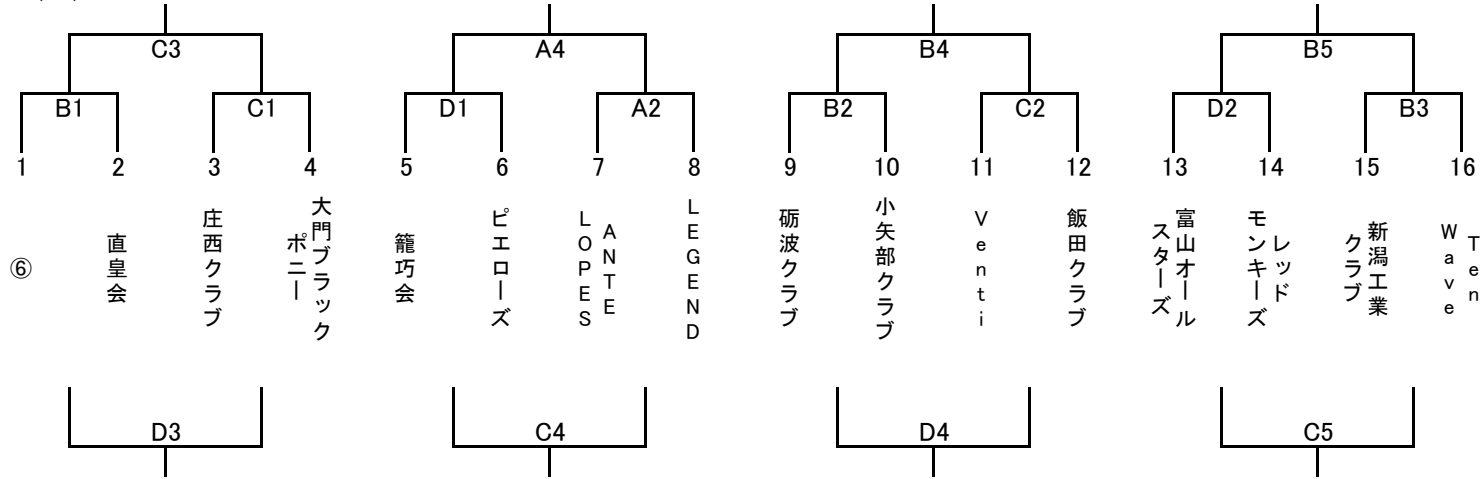 C3
A4
B4
B5
B1
C1
D1
A2
B2
C2
D2
B3
1
2
3
4
5
6
7
8
9
10
11
12
13
14
15
16
⑥
直皇会
庄西クラブ
大門ブラック
ポニー
籠巧会
ピエローズ
ANTE
LOPES
LEGEND
砺波クラブ
小矢部クラブ
Venti
飯田クラブ
富山オール
スターズ
レッド
モンキーズ
新潟工業
クラブ
Ten
Wave
D3
C4
D4
C5